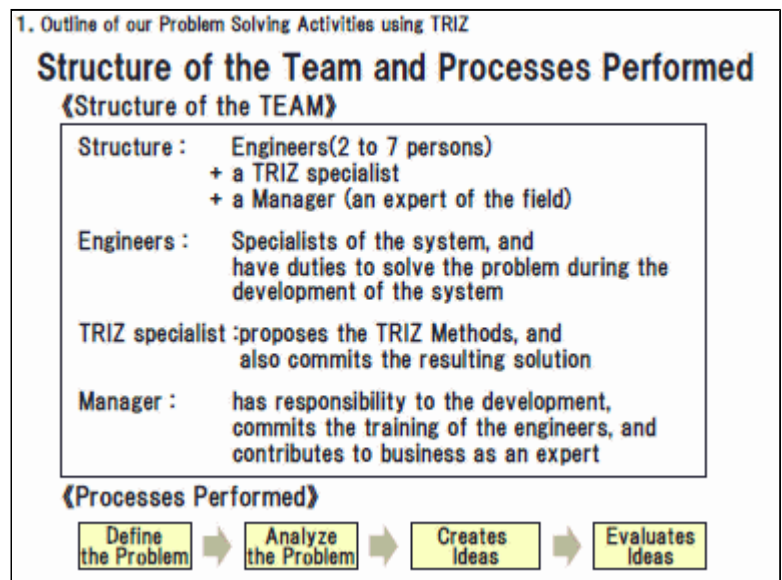 1. Outline of our Problem Solving Activities using TRIZ
Structure of the Team and Processes Performed
《Structure of the TEAM》
Structure : Engineers(2 to 7 persons)
+ a TRIZ specialist
+ a Manager (an expert of the field)
Engineers : Specialists of the system, and
have duties to solve the problem during the
development of the system
TRIZ specialist :proposes the TRIZ Methods, and
also commits the resulting solution
Manager : has responsibility to the development,
commits the training of the engineers, and
contributes to business as an expert
《Processes Performed》
Define
the Problem
Analyze
the Problem
Creates
Ideas
Evaluates
Ideas